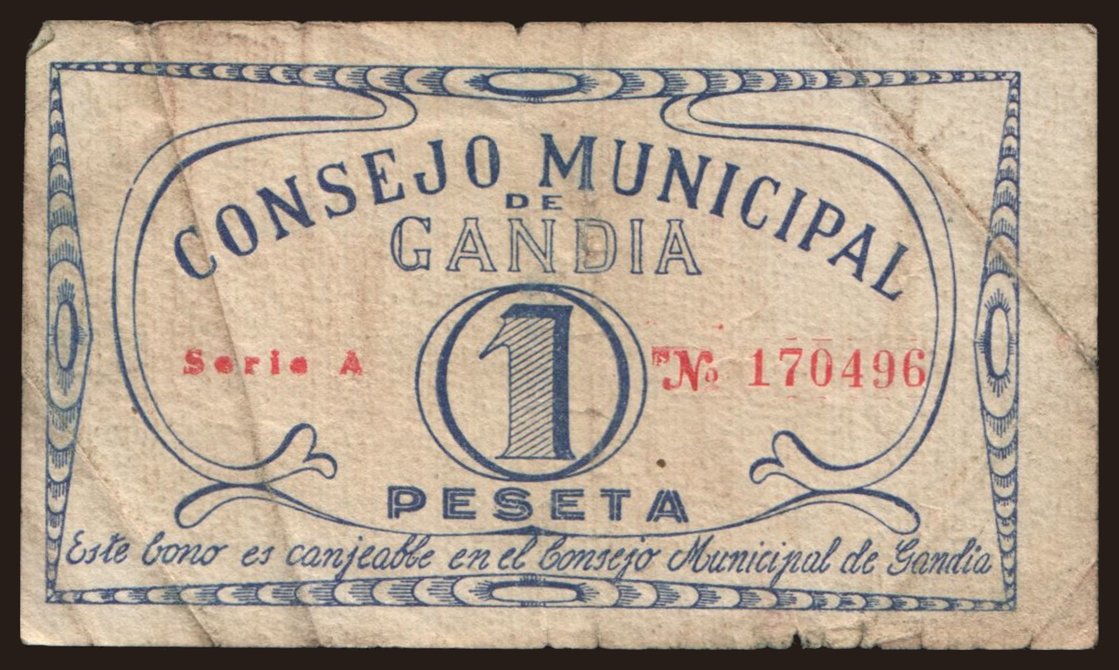 CONSEJO MUNICIPAL
DE
GANDIA
1
Serie A
No 170496
PESETA
Este bono es canjeable en el Consejo Municipal de Gandia